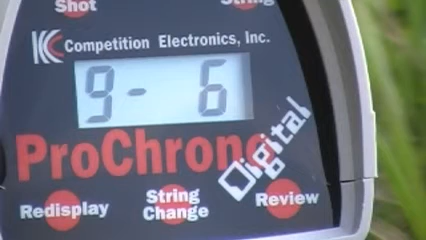 Shot String
Competition Electronics, Inc.
9- 6
ProChrono
Digital
Redisplay String Change Review